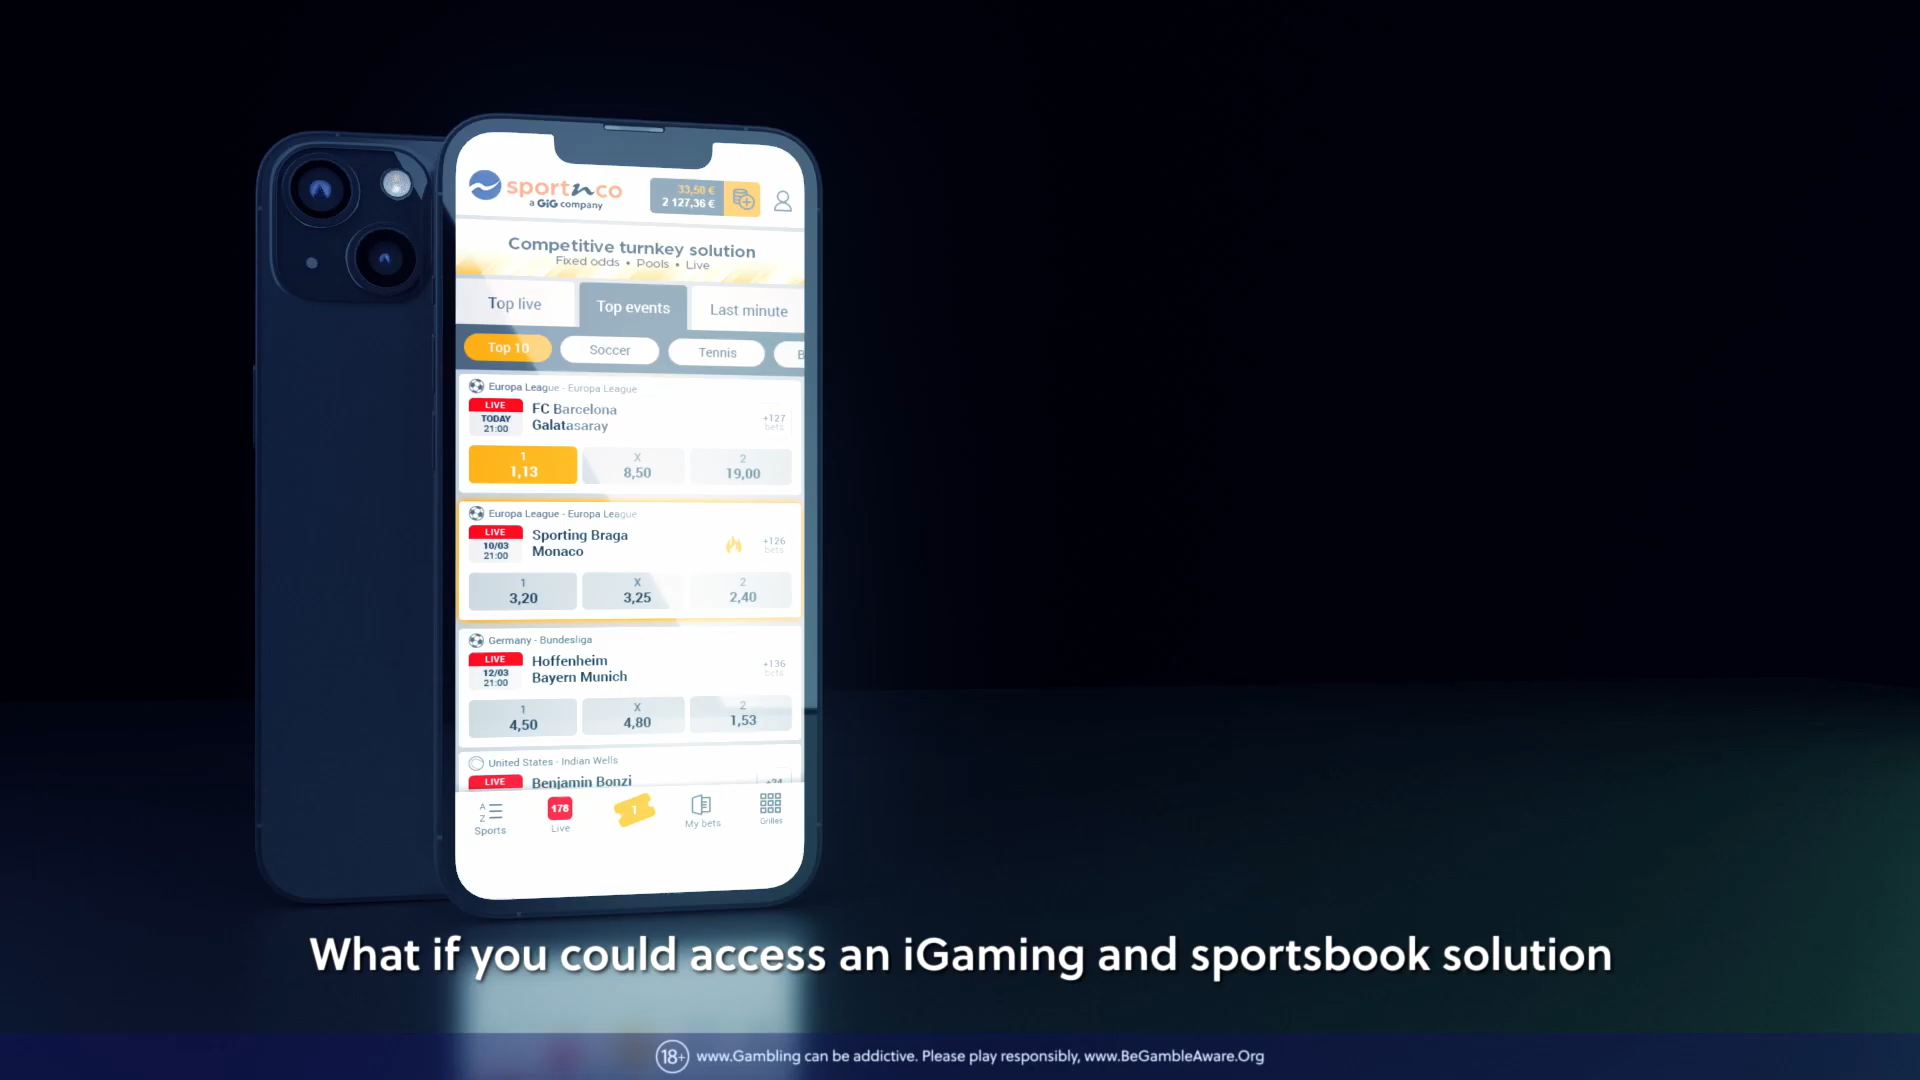 sportnco
a GiG company
33,50 €
2 127,36 €
Competitive turnkey solution
Fixed odds • Pools • Live
Top live
Top events
Last minute
Top 10
Soccer
Tennis
B
Europa League - Europa League
LIVE
TODAY
21:00
FC Barcelona
Galatasaray
+127
bets
1
1,13
X
8,50
2
19,00
Europa League - Europa League
LIVE
10/03
21:00
Sporting Braga
Monaco
+126
bets
1
3,20
X
3,25
2
2,40
Germany - Bundesliga
LIVE
12/03
21:00
Hoffenheim
Bayern Munich
+136
bets
1
4,50
X
4,80
2
1,53
United States - Indian Wells
LIVE
Benjamin Bonzi
+34
A
Z
Sports
178
Live
1
My bets
Grilles
What if you could access an iGaming and sportsbook solution
18+ www.Gambling can be addictive. Please play responsibly, www.BeGambleAware.Org